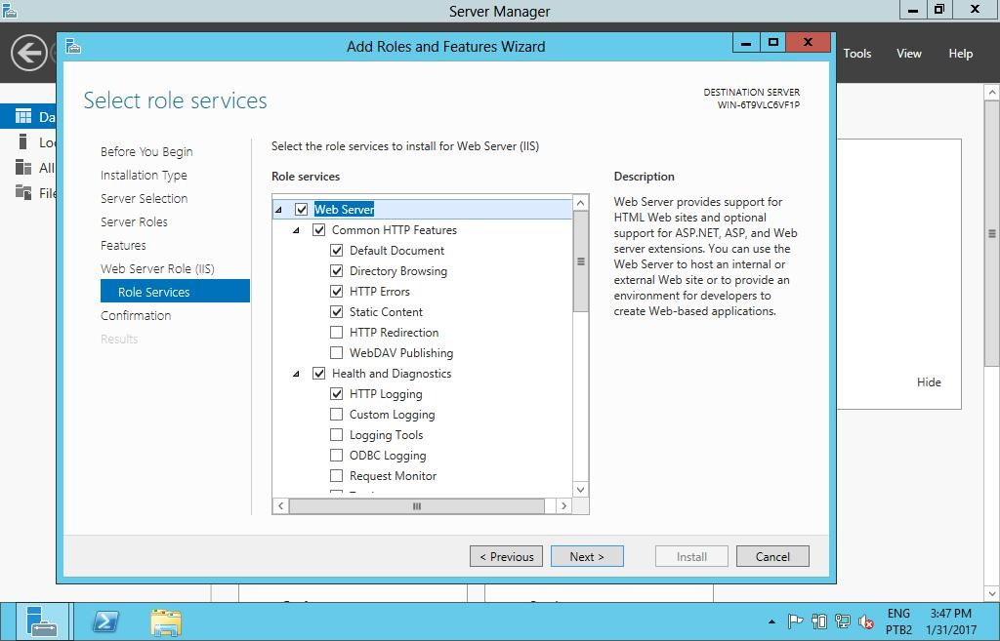 Server Manager
Tools View Help
Add Roles and Features Wizard
Select role services
DESTINATION SERVER
WIN-6T9VLC6VF1P
Before You Begin
Installation Type
Server Selection
Server Roles
Features
Web Server Role (IIS)
Role Services
Confirmation
Results
Select the role services to install for Web Server (IIS)
Role services
Web Server
Common HTTP Features
Default Document
Directory Browsing
HTTP Errors
Static Content
HTTP Redirection
WebDAV Publishing
Health and Diagnostics
HTTP Logging
Custom Logging
Logging Tools
ODBC Logging
Request Monitor
Description
Web Server provides support for
HTML Web sites and optional
support for ASP.NET, ASP, and Web
server extensions. You can use the
Web Server to host an internal or
external Web site or to provide an
environment for developers to
create Web-based applications.
Da
Loc
All
File
Hide
< Previous
Next >
Install
Cancel
ENG
PTB2
3:47 PM
1/31/2017